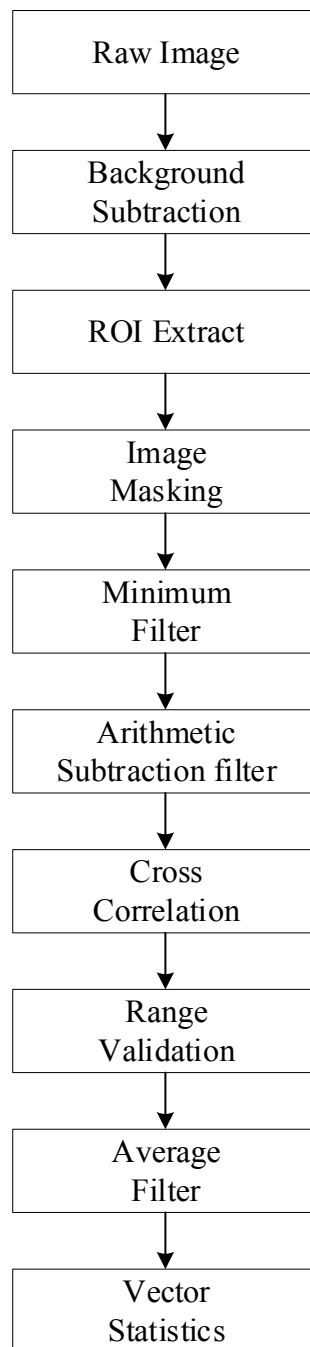 Raw Image
Background
Subtraction
ROI Extract
Image
Masking
Minimum
Filter
Arithmetic
Subtraction filter
Cross
Correlation
Range
Validation
Average
Filter
Vector
Statistics